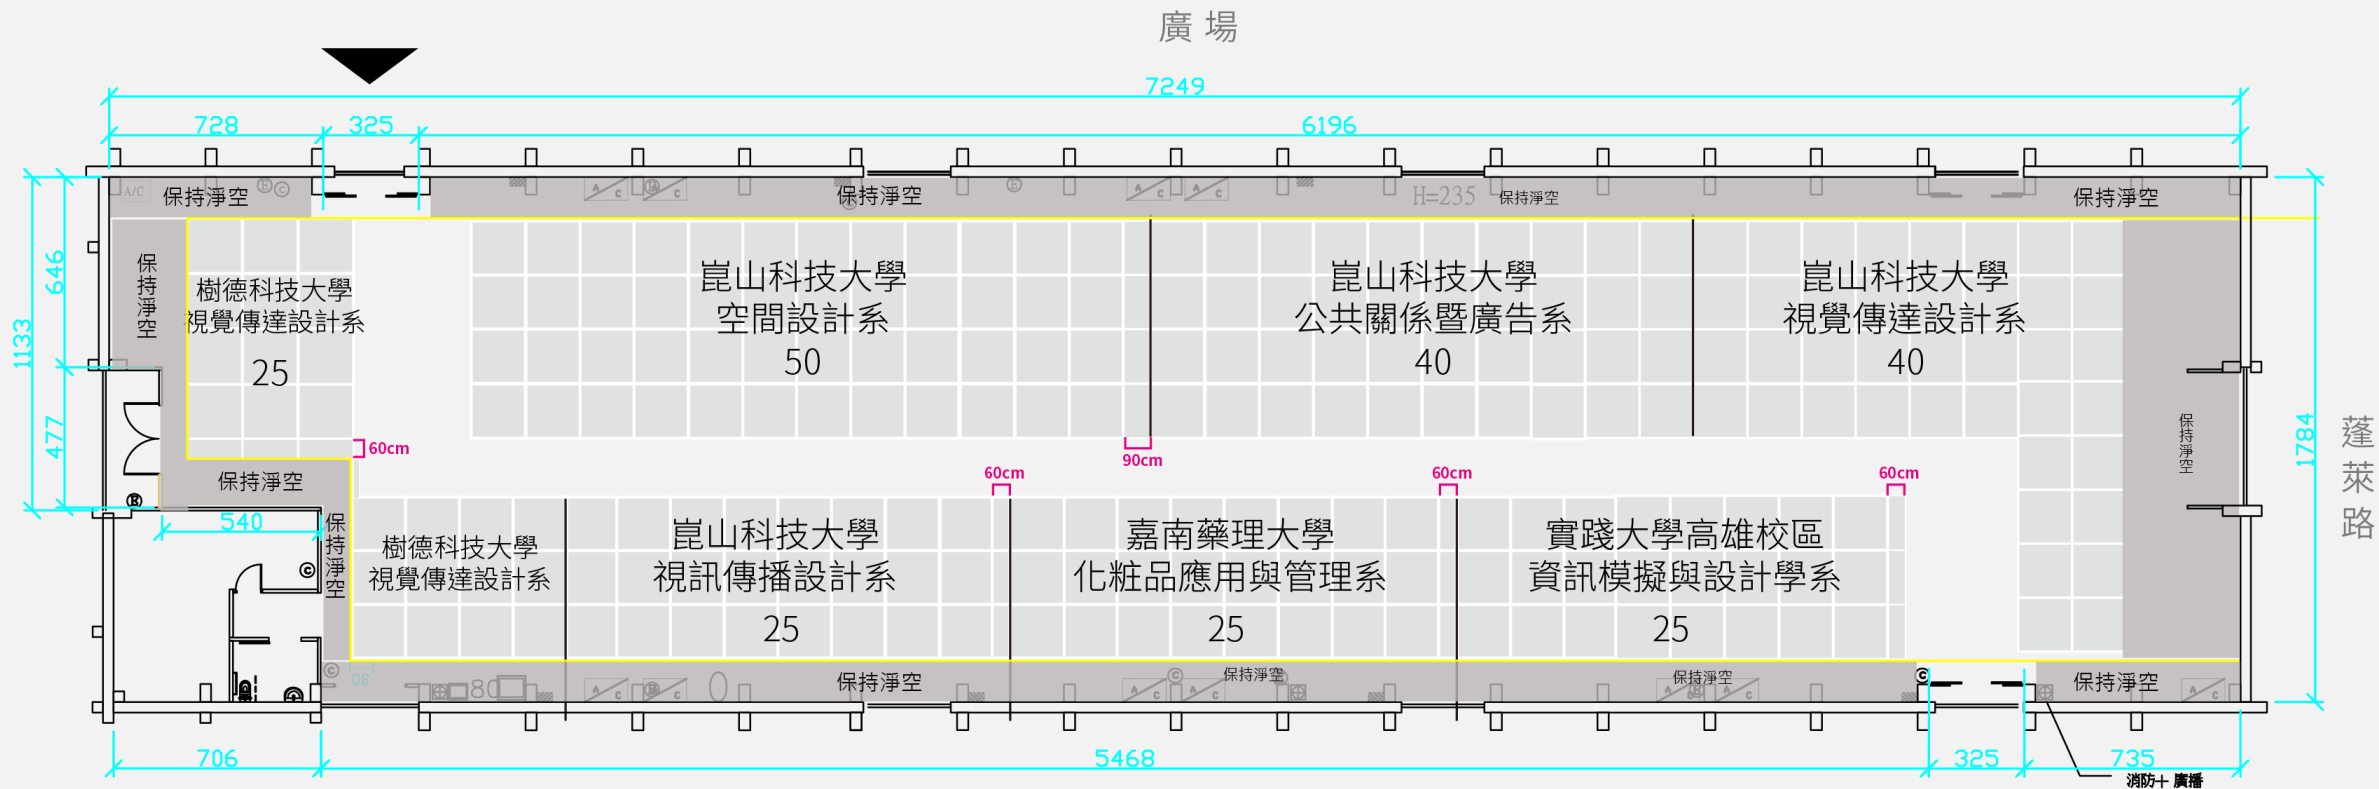 廣場
7249
728
325
6196
A/C
保持淨空
保持淨空
H=235
保持淨空
保持淨空
保持淨空
646
1133
477
樹德科技大學
視覺傳達設計系
25
崑山科技大學
空間設計系
50
崑山科技大學
公共關係暨廣告系
40
崑山科技大學
視覺傳達設計系
40
保持淨空
1784
蓬萊路
60cm
90cm
60cm
60cm
60cm
保持淨空
540
保持淨空
樹德科技大學
視覺傳達設計系
崑山科技大學
視訊傳播設計系
25
嘉南藥理大學
化粧品應用與管理系
25
實踐大學高雄校區
資訊模擬與設計學系
25
80
保持淨空
保持淨空
保持淨空
保持淨空
706
5468
325
735
消防+廣播